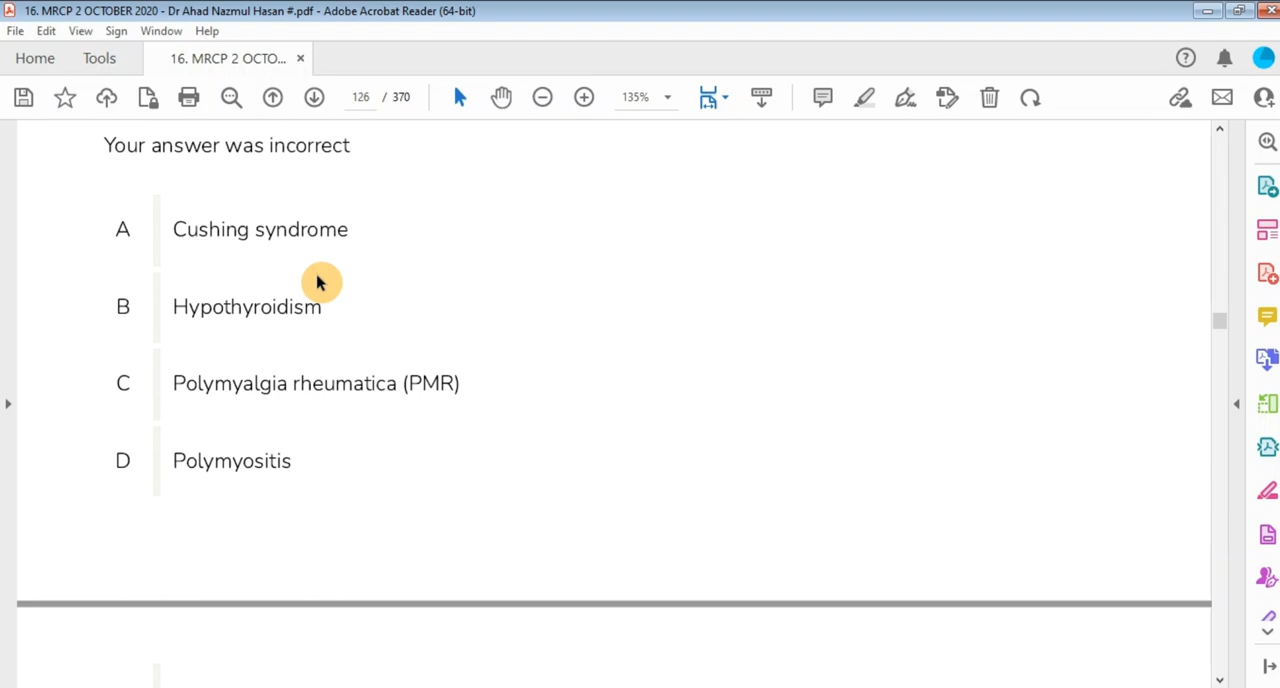 16. MRCP 2 OCTOBER 2020 - Dr Ahad Nazmul Hasan #.pdf - Adobe Acrobat Reader (64-bit)
File Edit View Sign Window Help
Home Tools 16. MRCP 2 OCTO... ×
126 / 370 135%
Your answer was incorrect
A Cushing syndrome
B Hypothyroidism
C Polymyalgia rheumatica (PMR)
D Polymyositis